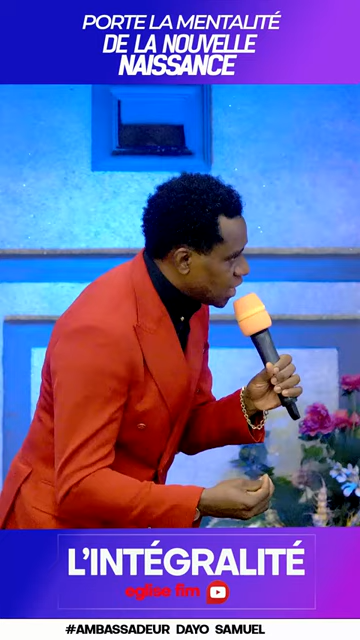 PORTE LA MENTALITÉ
DE LA NOUVELLE
NAISSANCE
L'INTÉGRALITÉ
eglise fim
#AMBASSADEUR DAYO SAMUEL